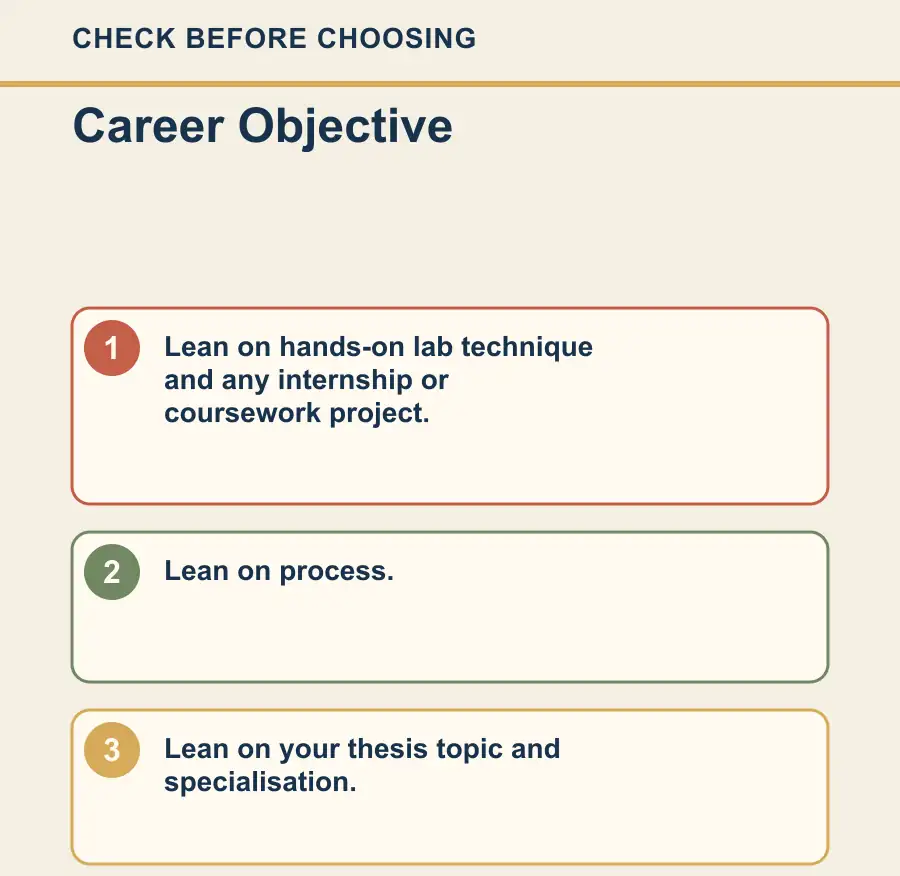 CHECK BEFORE CHOOSING
Career Objective
1
Lean on hands-on lab technique
and any internship or
coursework project.
2
Lean on process.
3
Lean on your thesis topic and
specialisation.